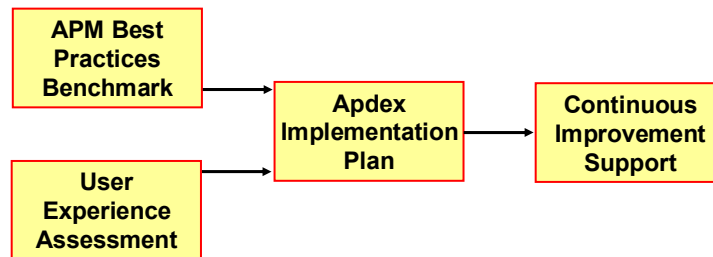 APM Best
Practices
Benchmark
User
Experience
Assessment
Apdex
Implementation
Plan
Continuous
Improvement
Support